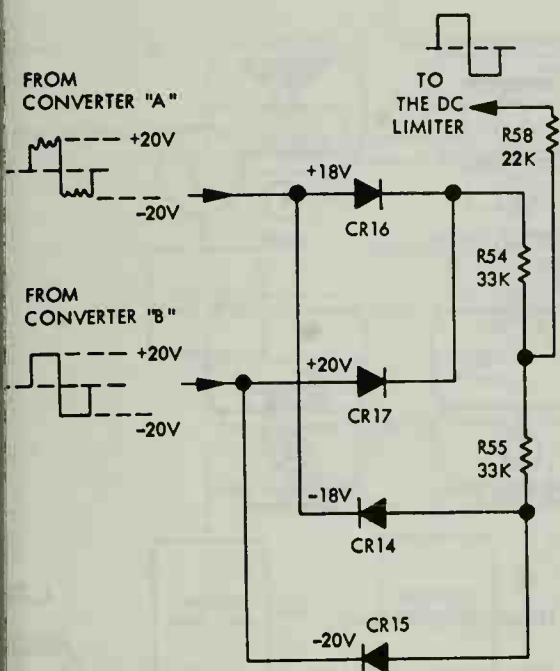 FROM
CONVERTER "A"
+20V
-20V
TO
THE DC
LIMITER
R58
22K
+18V
CR16
R54
33K
FROM
CONVERTER "B"
+20V
-20V
+20V
CR17
R55
33K
-18V
CR14
-20V
CR15